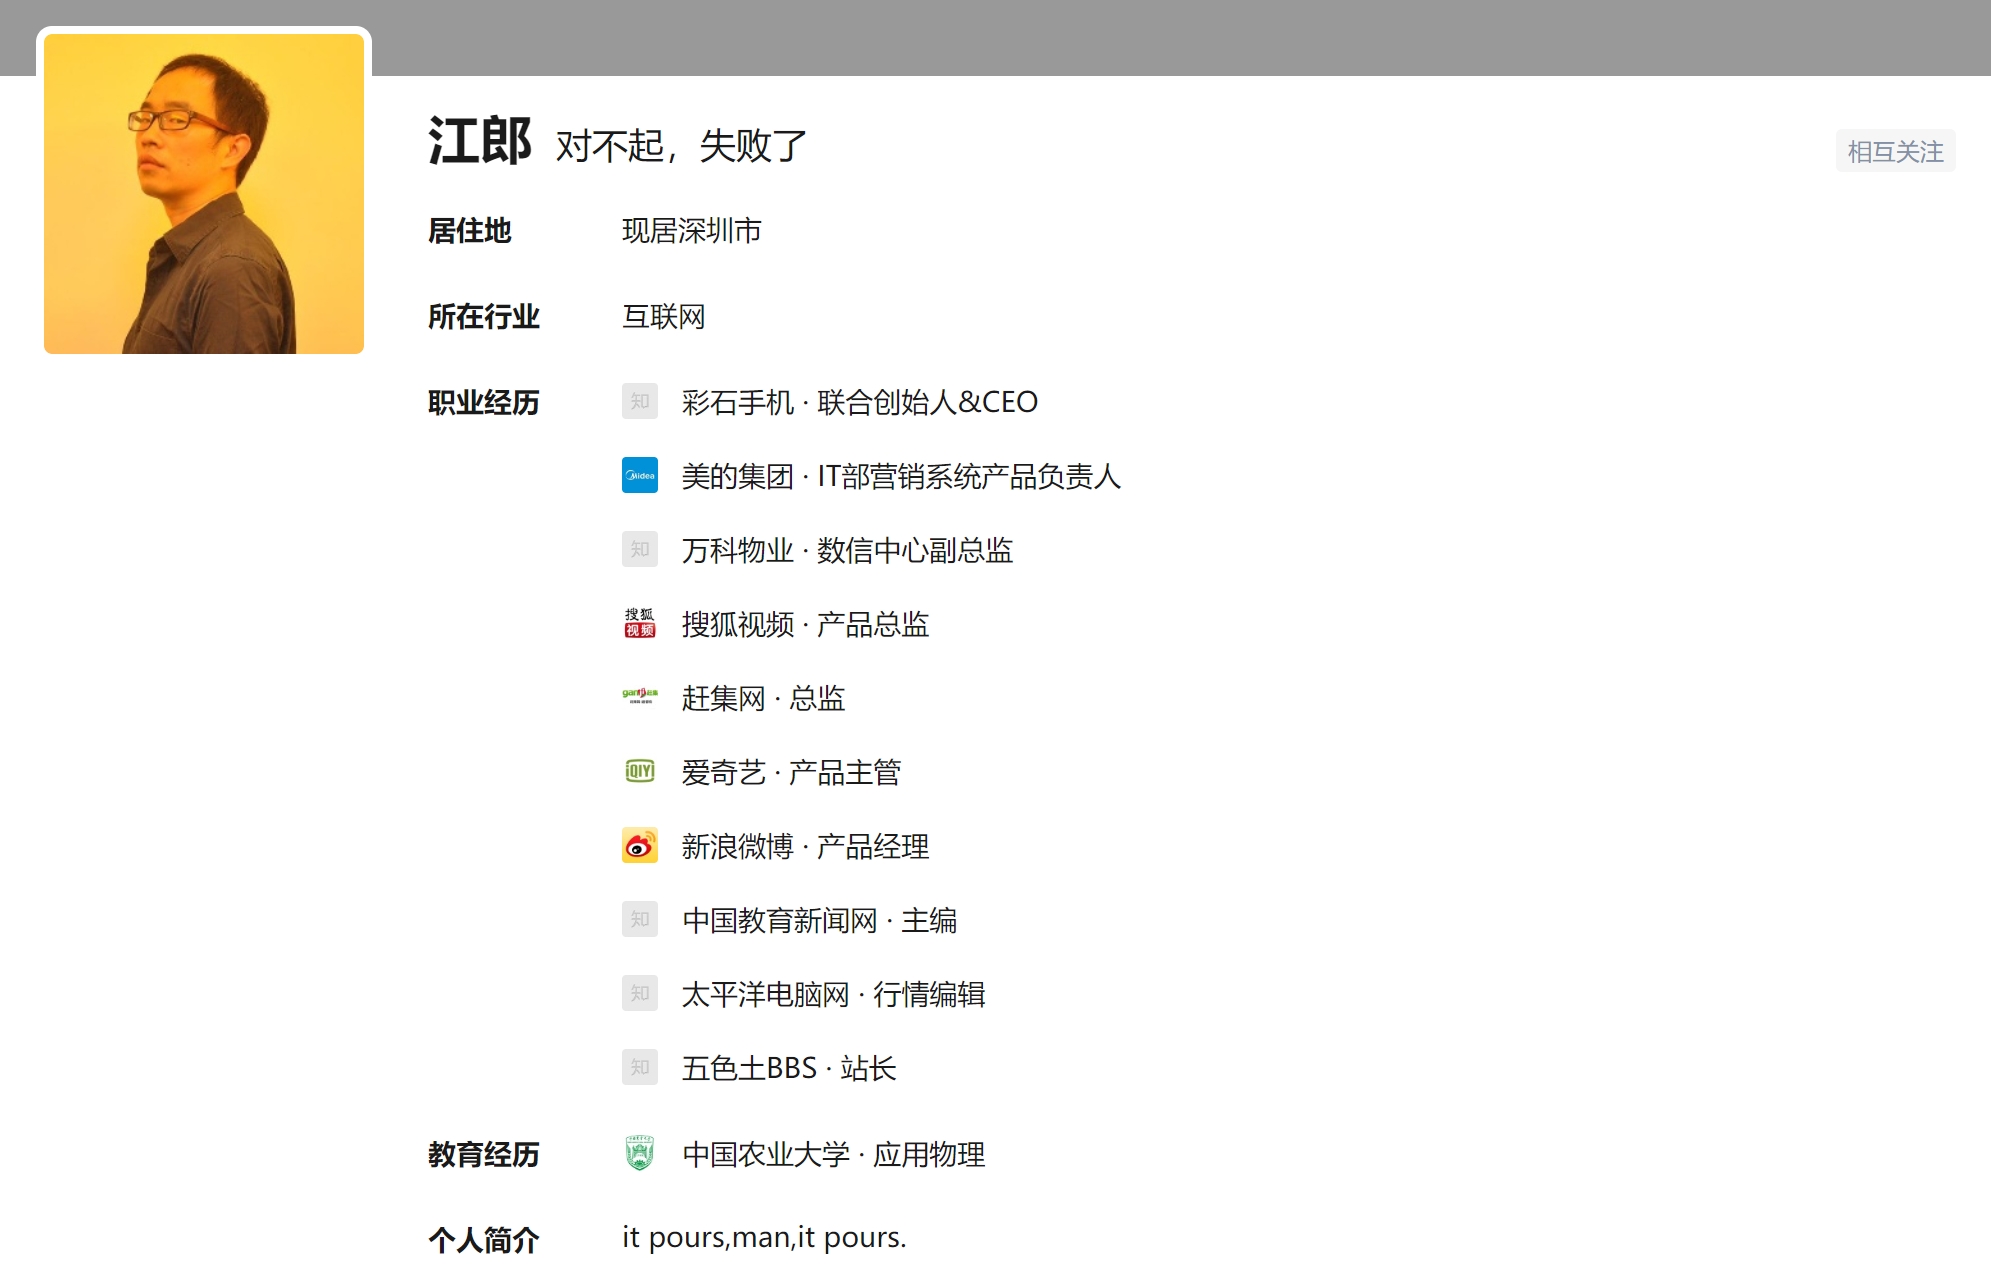 江郎 对不起，失败了
相互关注
居住地 现居深圳市
所在行业 互联网
职业经历 知 彩石手机 · 联合创始人&CEO
Midea 美的集团 · IT部营销系统产品负责人
知 万科物业 · 数信中心副总监
搜狐
视频 搜狐视频 · 产品总监
赶集网 · 总监
iQIYI 爱奇艺 · 产品主管
新浪微博 · 产品经理
知 中国教育新闻网 · 主编
知 太平洋电脑网 · 行情编辑
知 五色土BBS · 站长
教育经历 中国农业大学 · 应用物理
个人简介 it pours,man,it pours.